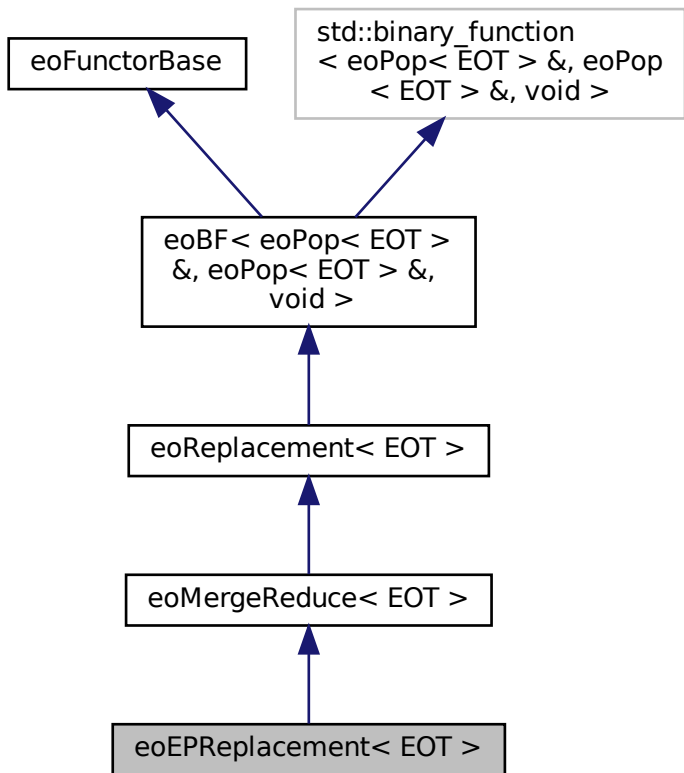 eoFunctorBase
std::binary_function
< eoPop< EOT > &, eoPop
< EOT > &, void >
eoBF< eoPop< EOT >
&, eoPop< EOT > &,
void >
eoReplacement< EOT >
eoMergeReduce< EOT >
eoEPReplacement< EOT >